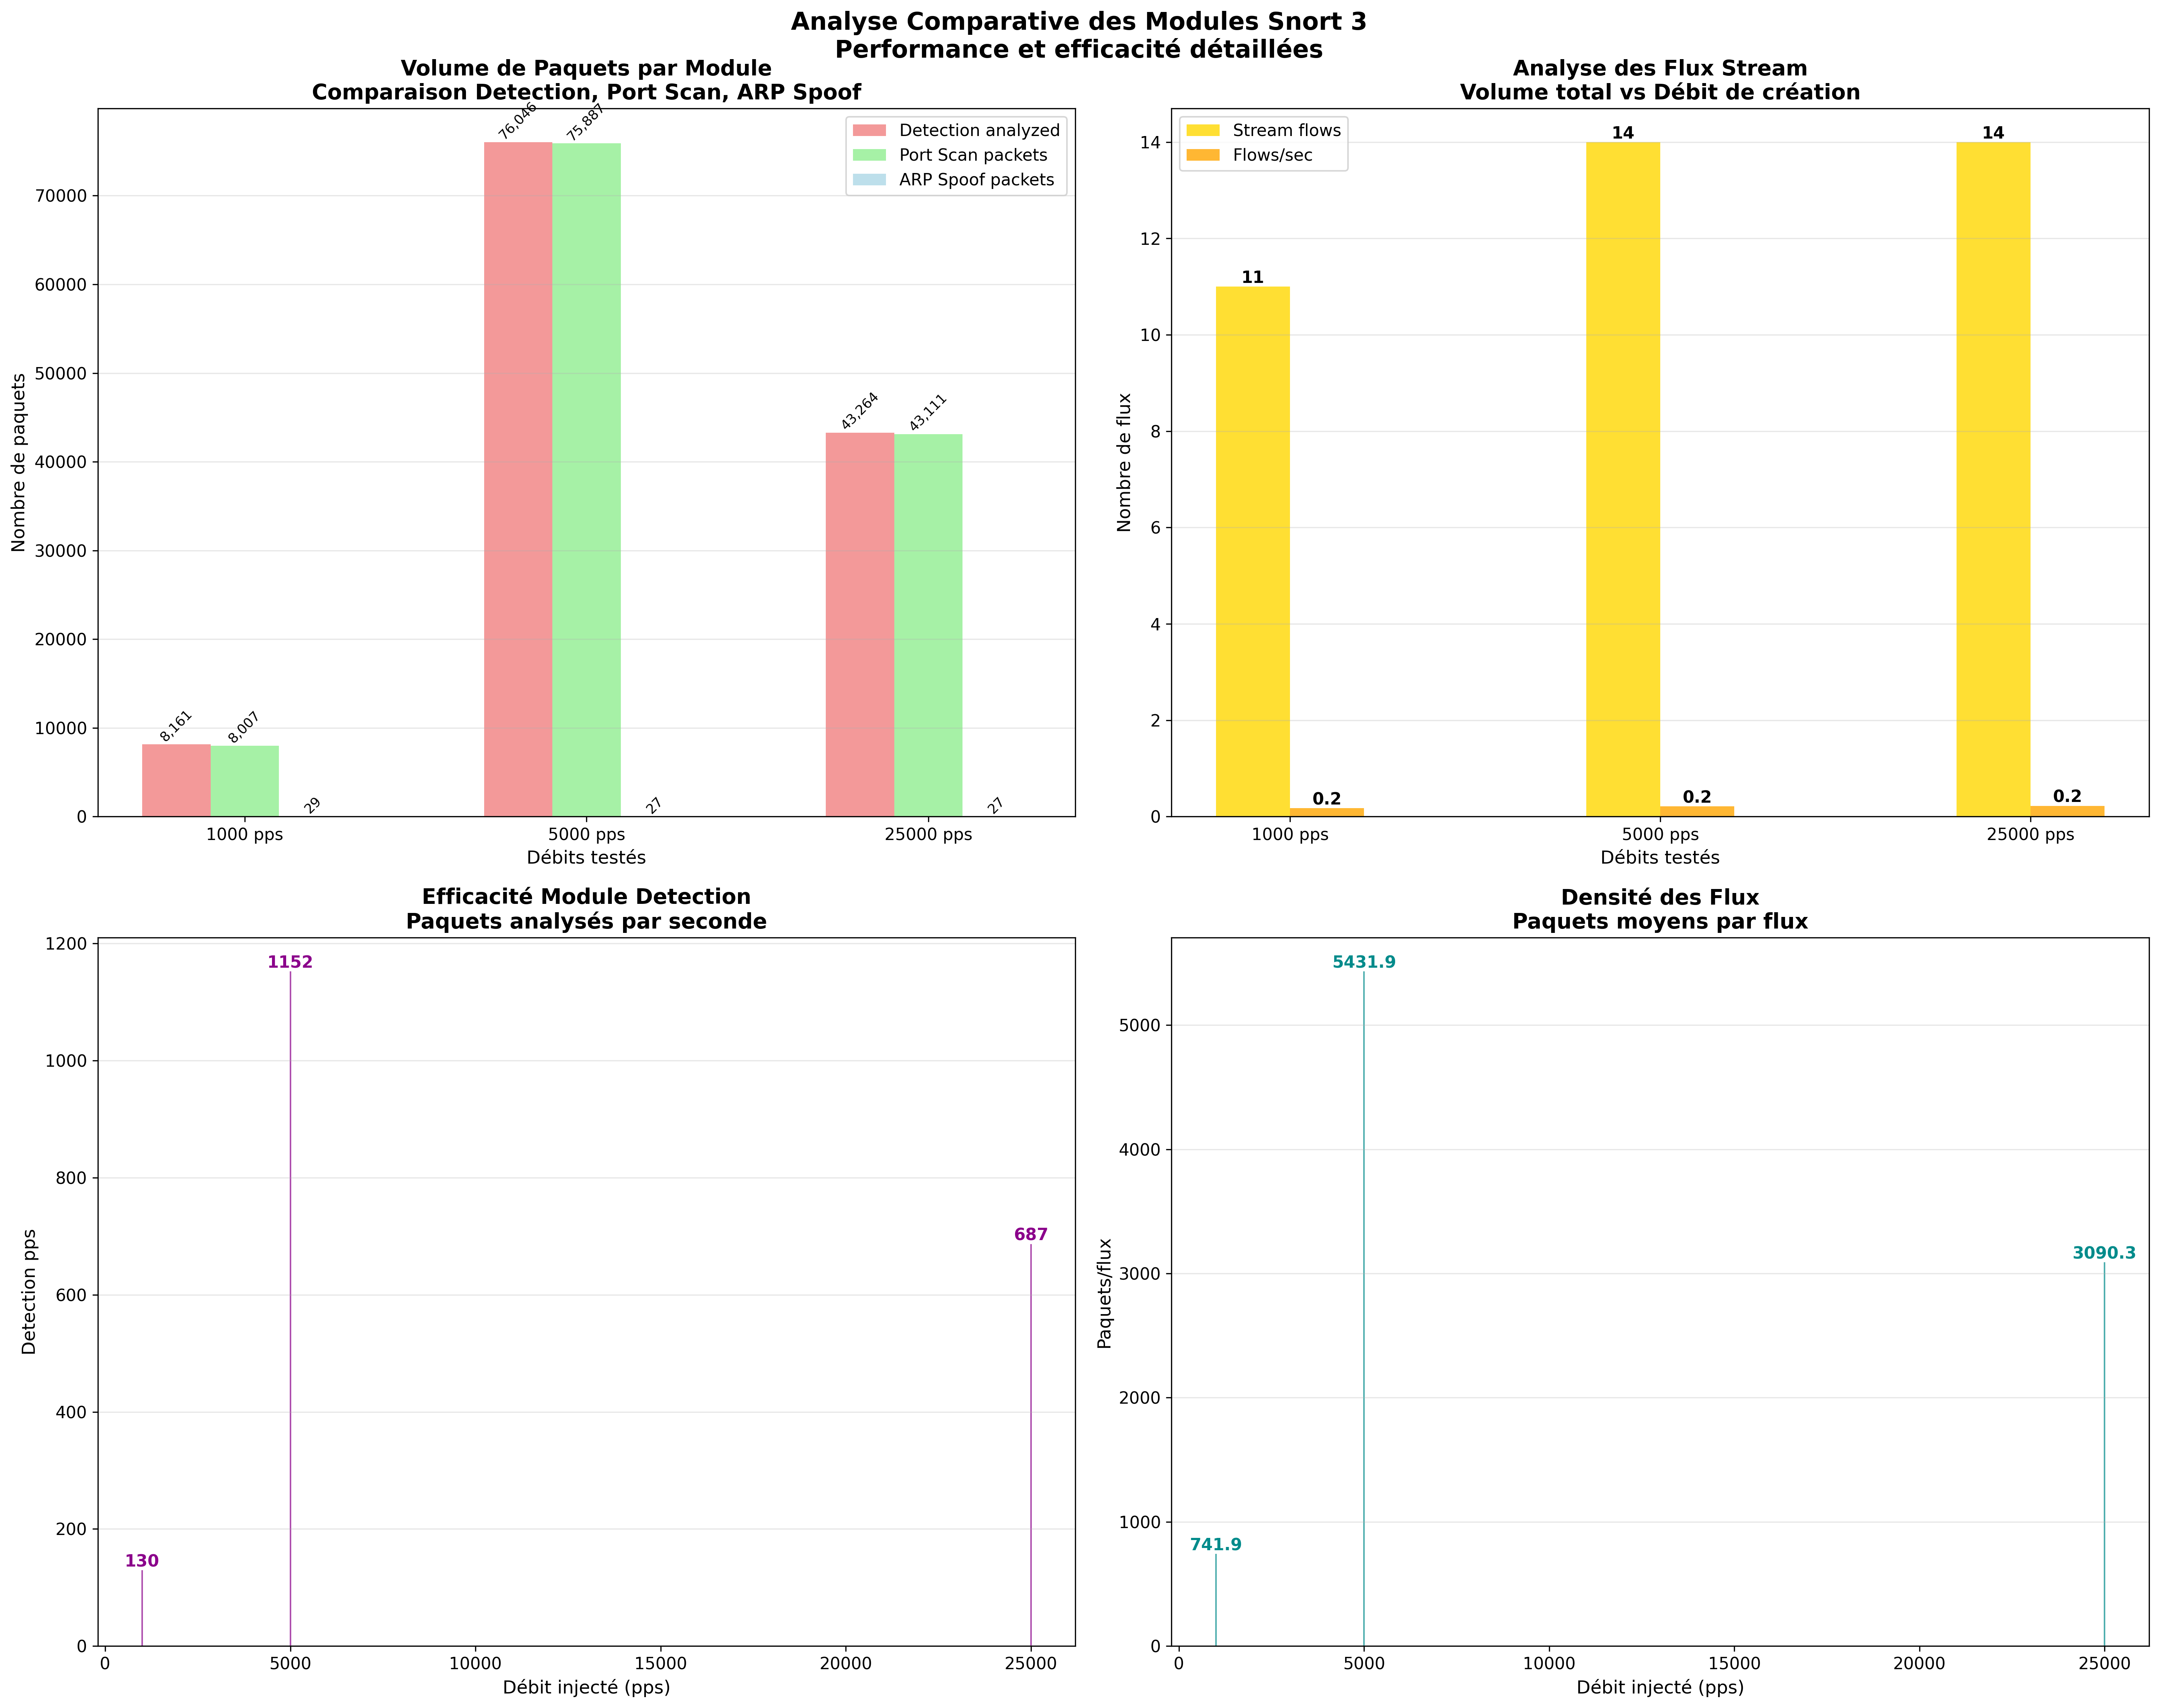 Analyse Comparative des Modules Snort 3
Performance et efficacité détaillées
Volume de Paquets par Module
Comparaison Detection, Port Scan, ARP Spoof
Nombre de paquets
70000
60000
50000
40000
30000
20000
10000
0
76,046
75,887
43,264
43,111
8,161
8,007
29
27
27
Detection analyzed
Port Scan packets
ARP Spoof packets
1000 pps
5000 pps
25000 pps
Débits testés
Analyse des Flux Stream
Volume total vs Débit de création
Nombre de flux
14
12
10
8
6
4
2
0
Stream flows
Flows/sec
11
14
14
0.2
0.2
0.2
1000 pps
5000 pps
25000 pps
Débits testés
Efficacité Module Detection
Paquets analysés par seconde
Detection pps
1200
1000
800
600
400
200
0
130
1152
687
0
5000
10000
15000
20000
25000
Débit injecté (pps)
Densité des Flux
Paquets moyens par flux
Paquets/flux
5000
4000
3000
2000
1000
0
741.9
5431.9
3090.3
0
5000
10000
15000
20000
25000
Débit injecté (pps)